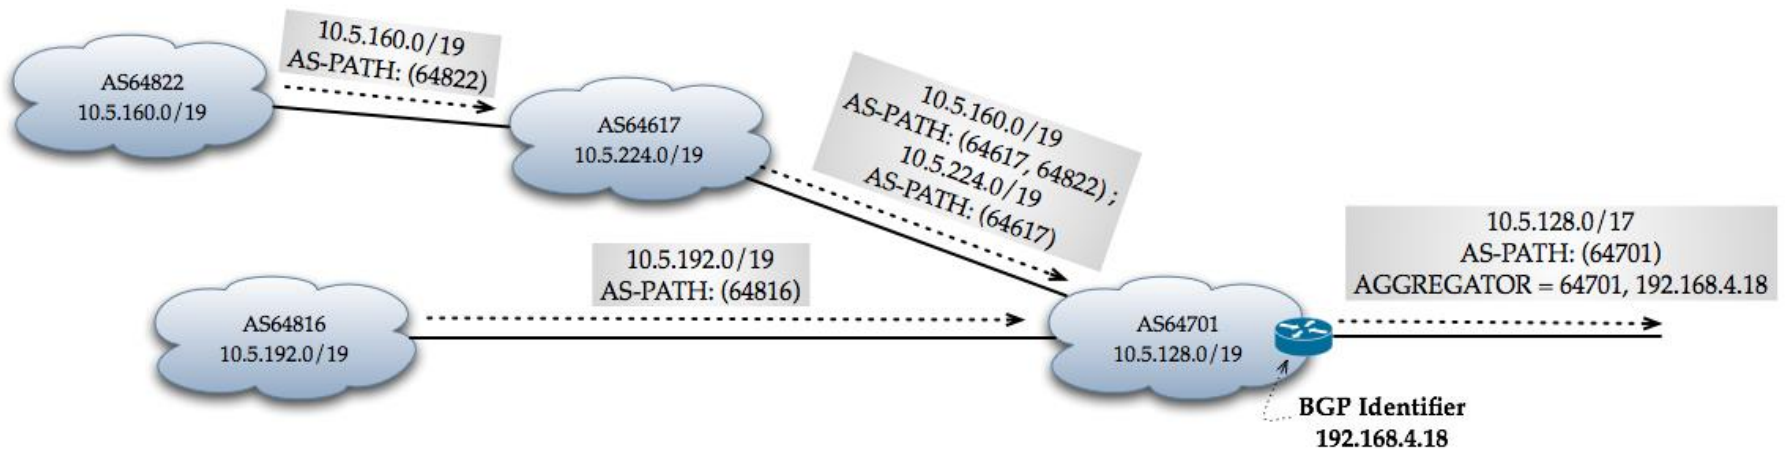 10.5.160.0/19
AS-PATH: (64822)
AS64822
10.5.160.0/19
AS64617
10.5.224.0/19
10.5.160.0/19
AS-PATH: (64617, 64822) ;
10.5.224.0/19
AS-PATH: (64617)
10.5.192.0/19
AS-PATH: (64816)
AS64816
10.5.192.0/19
AS64701
10.5.128.0/19
10.5.128.0/17
AS-PATH: (64701)
AGGREGATOR = 64701, 192.168.4.18
BGP Identifier
192.168.4.18